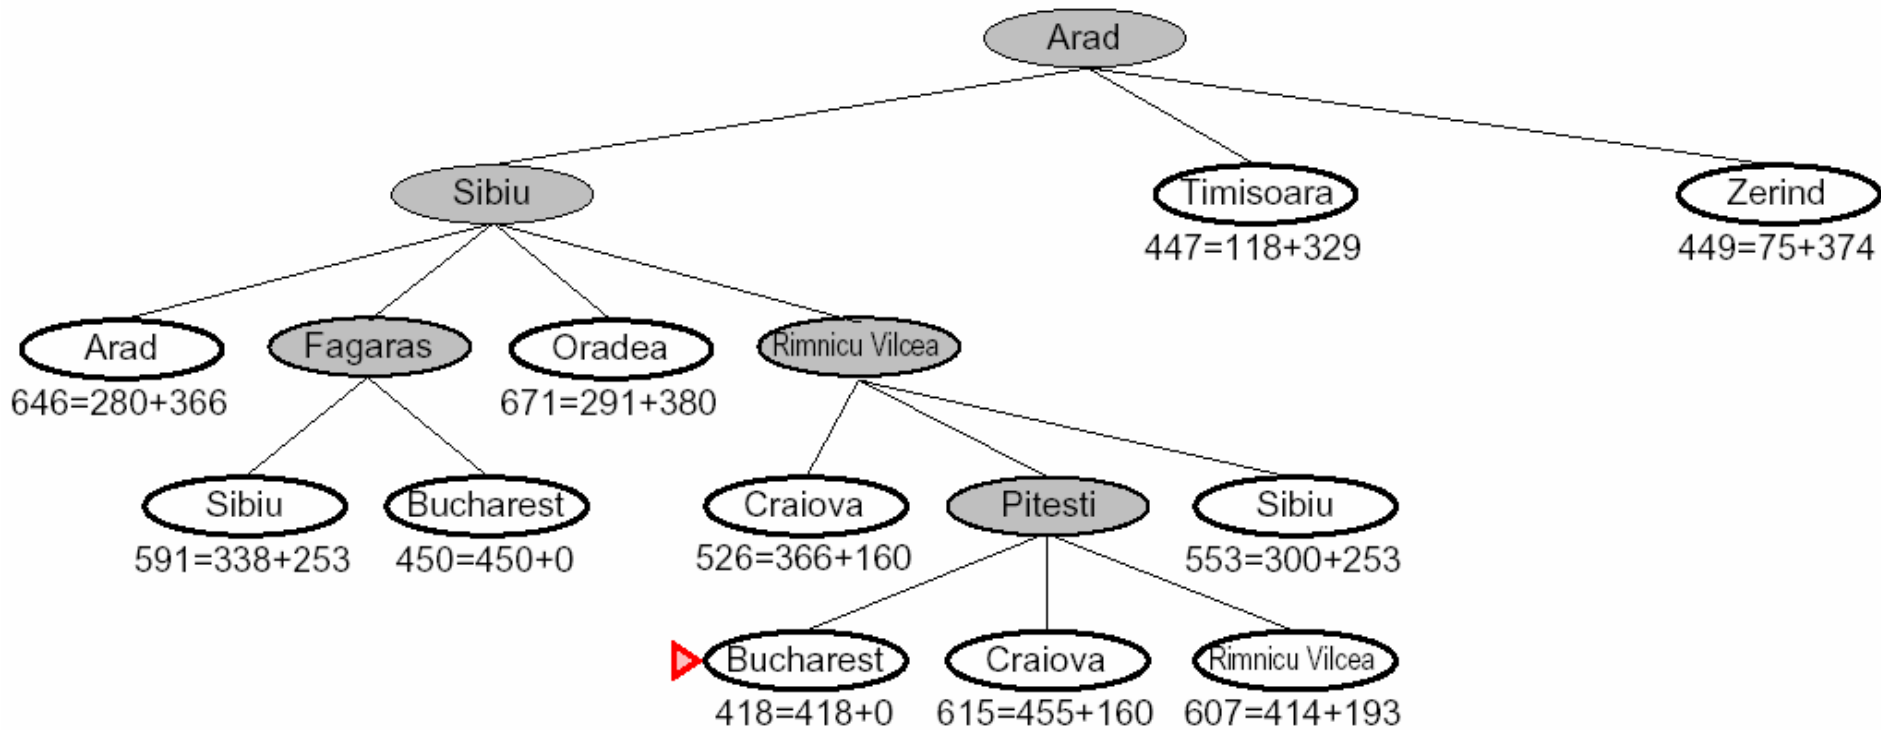 Arad
Sibiu
Timisoara
Zerind
447=118+329
449=75+374
Arad
Fagaras
Oradea
Rimnicu Vilcea
646=280+366
671=291+380
Sibiu
Bucharest
Craiova
Pitesti
Sibiu
591=338+253
450=450+0
526=366+160
553=300+253
Bucharest
Craiova
Rimnicu Vilcea
418=418+0
615=455+160
607=414+193